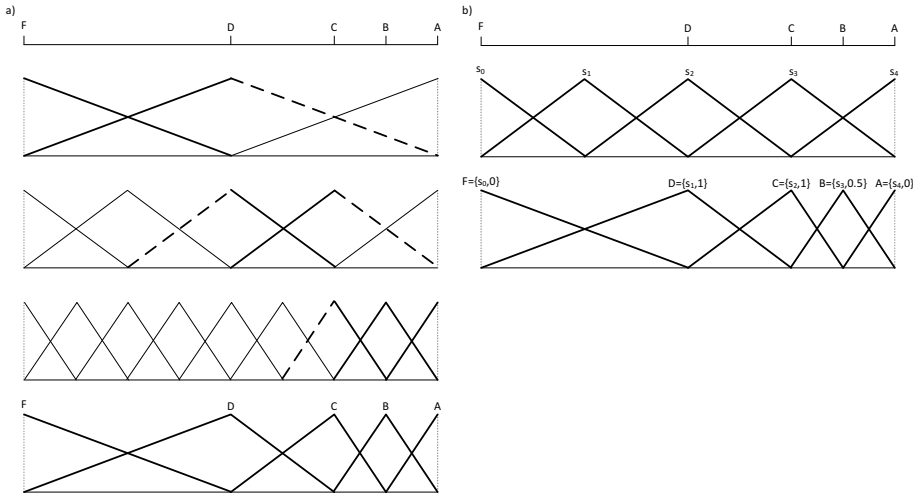 a)
F D C B A
F D C B A
b)
F D C B A
s₀ s₁ s₂ s₃ s₄
F={s₀,0} D={s₁,1} C={s₂,1} B={s₃,0.5} A={s₄,0}